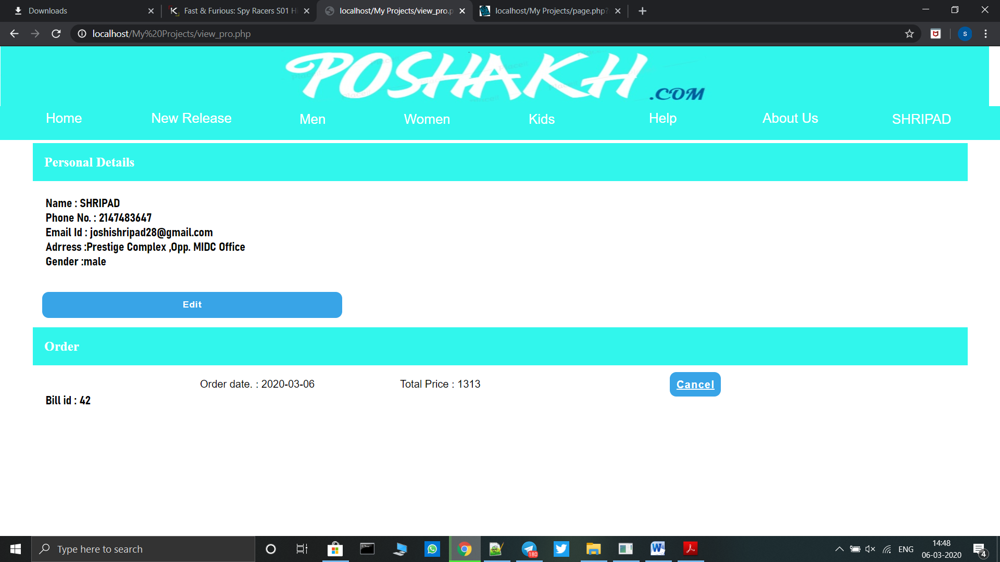 Downloads
Fast & Furious: Spy Racers S01 H
localhost/My Projects/view_pro.p
localhost/My Projects/page.php?
localhost/My%20Projects/view_pro.php
S
POSHAKH
.COM
Home New Release Men Women Kids Help About Us SHRIPAD
Personal Details
Name : SHRIPAD
Phone No. : 2147483647
Email Id : joshishripad28@gmail.com
Adrress :Prestige Complex ,Opp. MIDC Office
Gender :male
Edit
Order
Order date. : 2020-03-06 Total Price : 1313 Cancel
Bill id : 42
Type here to search
180
ENG
14:48
06-03-2020
4